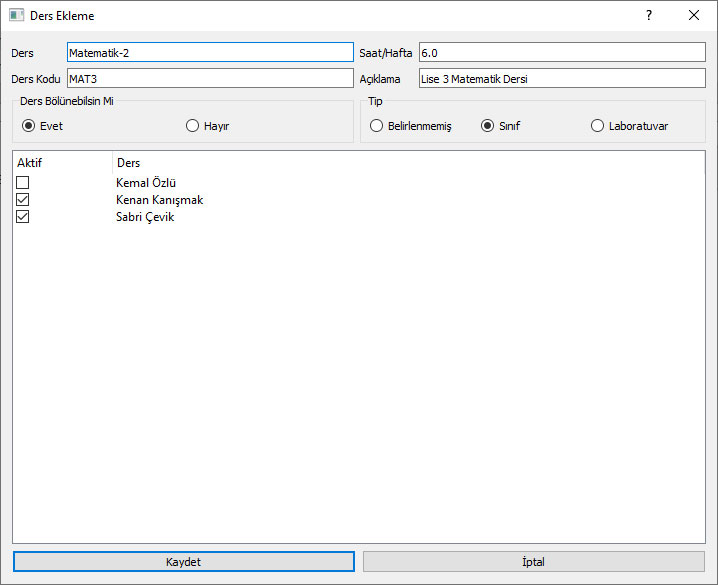 Ders Ekleme
?
Ders Matematik-2 Saat/Hafta 6.0
Ders Kodu MAT3 Açıklama Lise 3 Matematik Dersi
Ders Bölünebilsin Mi Tip
Evet Hayır Belirlenmemiş Sınıf Laboratuvar
Aktif Ders
Kemal Özlü
Kenan Kanışmak
Sabri Çevik
Kaydet İptal